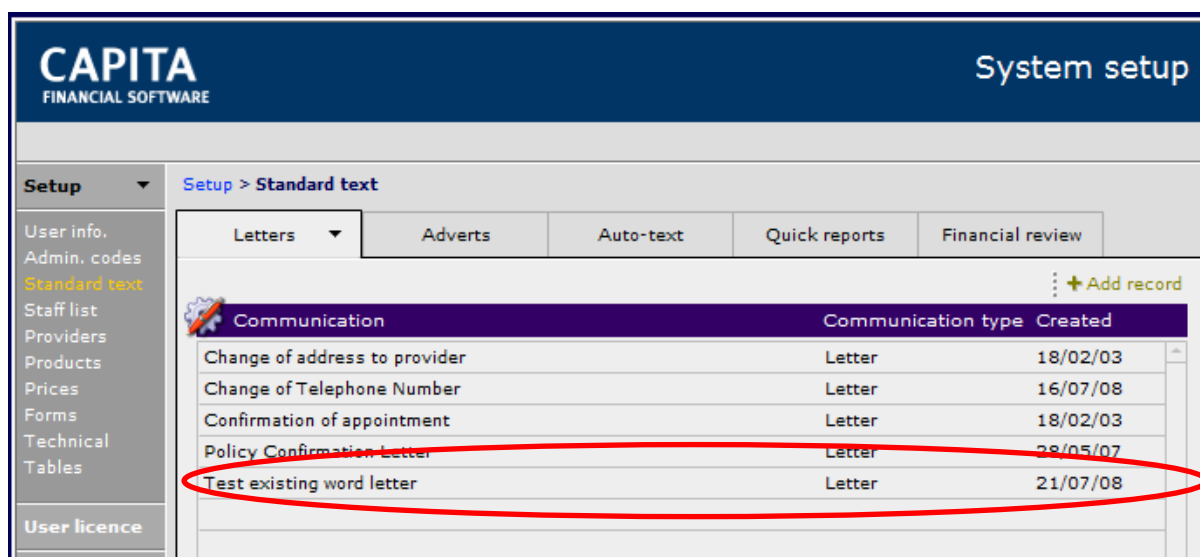 CAPITA
FINANCIAL SOFTWARE
System setup
Setup
Setup > Standard text
User info.
Admin. codes
Standard text
Staff list
Providers
Products
Prices
Forms
Technical
Tables
User licence
Letters Adverts Auto-text Quick reports Financial review
+ Add record
Communication Communication type Created
Change of address to provider Letter 18/02/03
Change of Telephone Number Letter 16/07/08
Confirmation of appointment Letter 18/02/03
Policy Confirmation Letter Letter 28/05/07
Test existing word letter Letter 21/07/08